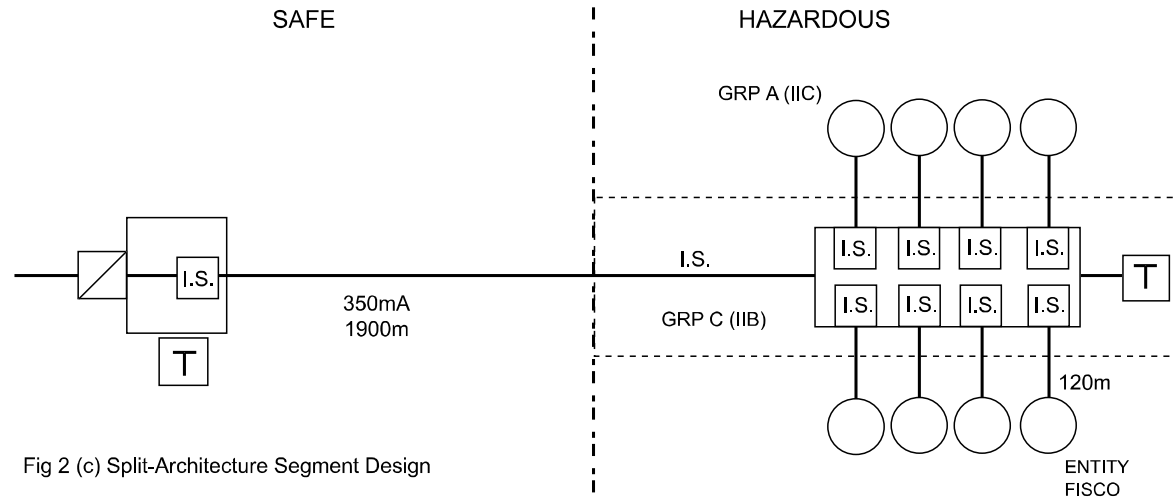 SAFE
HAZARDOUS
GRP A (IIC)
I.S.
I.S.
I.S.
I.S.
I.S.
I.S.
T
I.S.
350mA
1900m
GRP C (IIB)
I.S.
I.S.
I.S.
I.S.
T
120m
Fig 2 (c) Split-Architecture Segment Design
ENTITY
FISCO